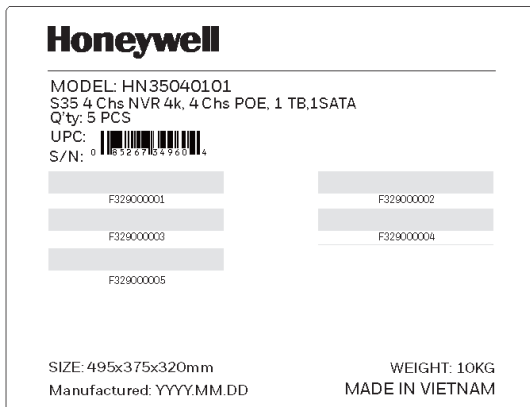 Honeywell
MODEL: HN35040101
S35 4 Chs NVR 4k, 4 Chs POE, 1 TB,1SATA
Q'ty: 5 PCS
UPC:
0 85267 34960 4
S/N:
F329000001 F329000002
F329000003 F329000004
F329000005
SIZE: 495x375x320mm WEIGHT: 10KG
Manufactured: YYYY.MM.DD MADE IN VIETNAM